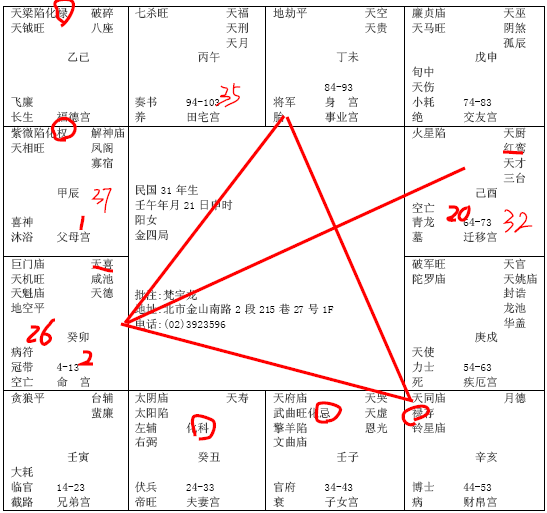 天梁陷化禄 破碎
天钺旺 八座
乙己
飞廉
长生 福德宫
七杀旺 天福
天刑
天月
丙午
奏书 94-103 35
养 田宅宫
地劫平 天空
天贵
丁未
84-93
将军 身 宫
胎 事业宫
廉贞庙 天巫
天马旺 阴煞
孤辰
戊申
旬中
天伤
小耗 74-83
绝 交友宫
紫微陷化权 解神庙
天相旺 凤阁
寡宿
甲辰 37
喜神 1
沐浴 父母宫
民国 31 年生
壬午年月 21 日申时
阳女
金四局
批注:梵宇龙
地址:北市金山南路 2 段 215 巷 27 号 1F
电话:(02)3923596
火星陷 天厨
红鸾
天才
三台
己酉
空亡
青龙 20 64-73 32
墓 迁移宫
巨门庙 天喜
天机旺 咸池
天魁庙 天德
地空平
26 癸卯
病符
冠带 4-13 2
空亡 命 宫
破军旺 天官
陀罗庙 天姚庙
封诰
龙池
华盖
庚戌
天使
力士 54-63
死 疾厄宫
贪狼平 台辅
蜚廉
壬寅
大耗
临官 14-23
截路 兄弟宫
太阴庙 天寿
太阳陷
左辅 化科
右弼
癸丑
伏兵 24-33
帝旺 夫妻宫
天府庙 天哭
武曲旺化忌 天虚
擎羊陷 恩光
文曲庙
壬子
官府 34-43
衰 子女宫
天同庙 月德
禄存
铃星庙
辛亥
博士 44-53
病 财帛宫